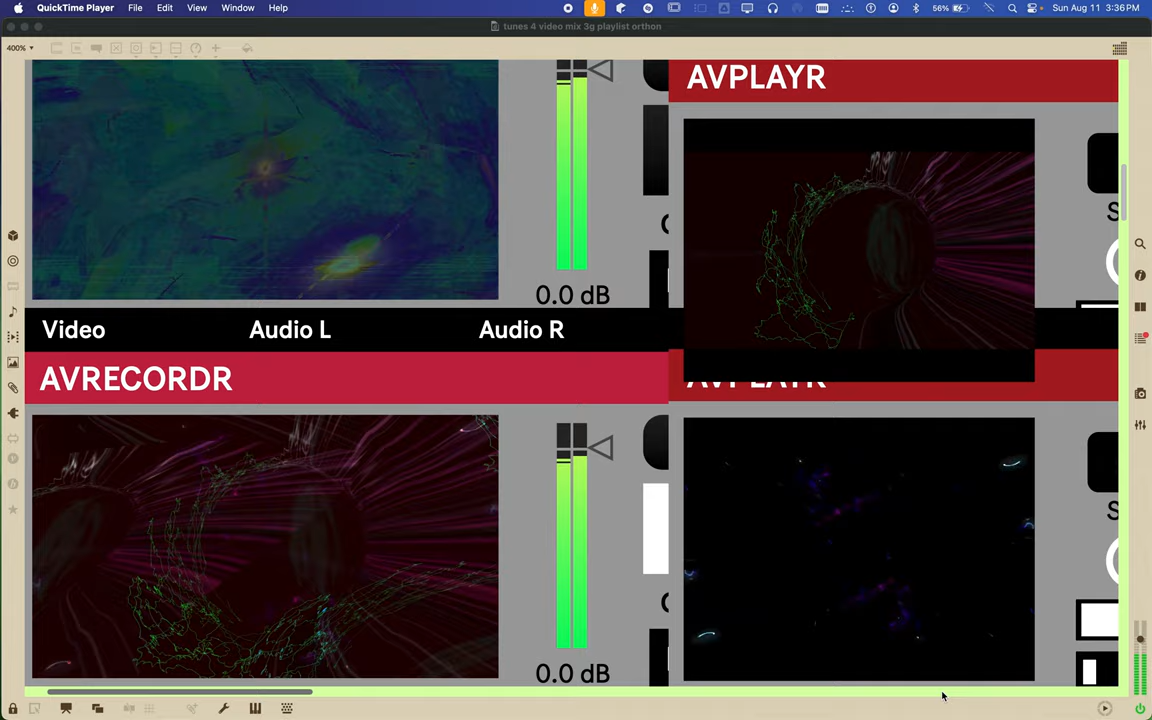 QuickTime Player File Edit View Window Help 56% Sun Aug 11 3:36 PM
tunes 4 video mix 3g playlist orthon
400%
AVPLAYR
0.0 dB
Video Audio L Audio R
AVRECORDR
0.0 dB